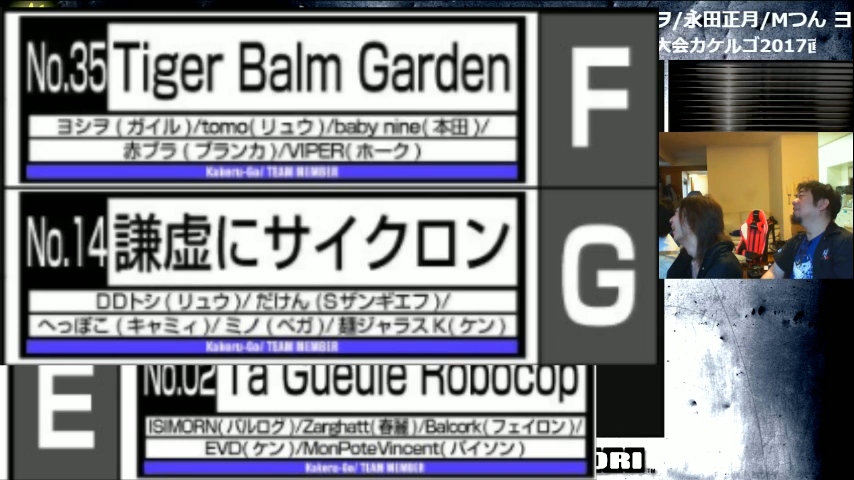 ヲ/永田正月/Mつん ヨ
大会カケルゴ2017
No.35 Tiger Balm Garden
F
ヨシヲ ( ガイル )/tomo( リュウ )/baby nine( 本田 )/
赤ブラ ( ブランカ )/VIPER( ホーク )
Kakeru-Go/ TEAM MEMBER
No.14 謙虚にサイクロン
G
DDトシ ( リュウ )/ だけん (Sザンギエフ )/
へっぽこ ( キャミィ )/ ミノ ( ベガ )/ 麺ジャラスK( ケン )
Kakeru-Go/ TEAM MEMBER
E
No.02 Ta Gueule Robocop
ISIMORN( バルログ )/Zarghatt( 春麗 )/Balcork( フェイロン )/
EVD( ケン )/MonPoteVincent( バイソン )
Kakeru-Go/ TEAM MEMBER
ORI